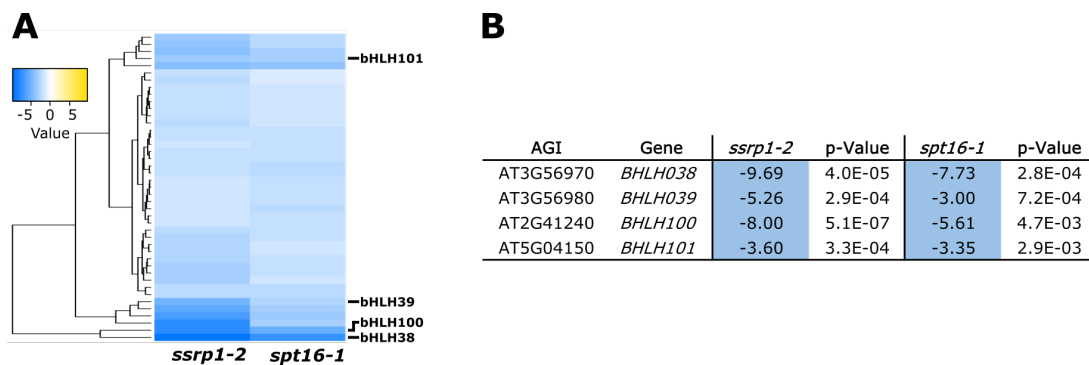 A
bHLH101
-5 0 5
Value
bHLH39
bHLH100
bHLH38
ssrp1-2 spt16-1
B
AGI Gene ssrp1-2 p-Value spt16-1 p-Value
AT3G56970 BHLH038 -9.69 4.0E-05 -7.73 2.8E-04
AT3G56980 BHLH039 -5.26 2.9E-04 -3.00 7.2E-04
AT2G41240 BHLH100 -8.00 5.1E-07 -5.61 4.7E-03
AT5G04150 BHLH101 -3.60 3.3E-04 -3.35 2.9E-03